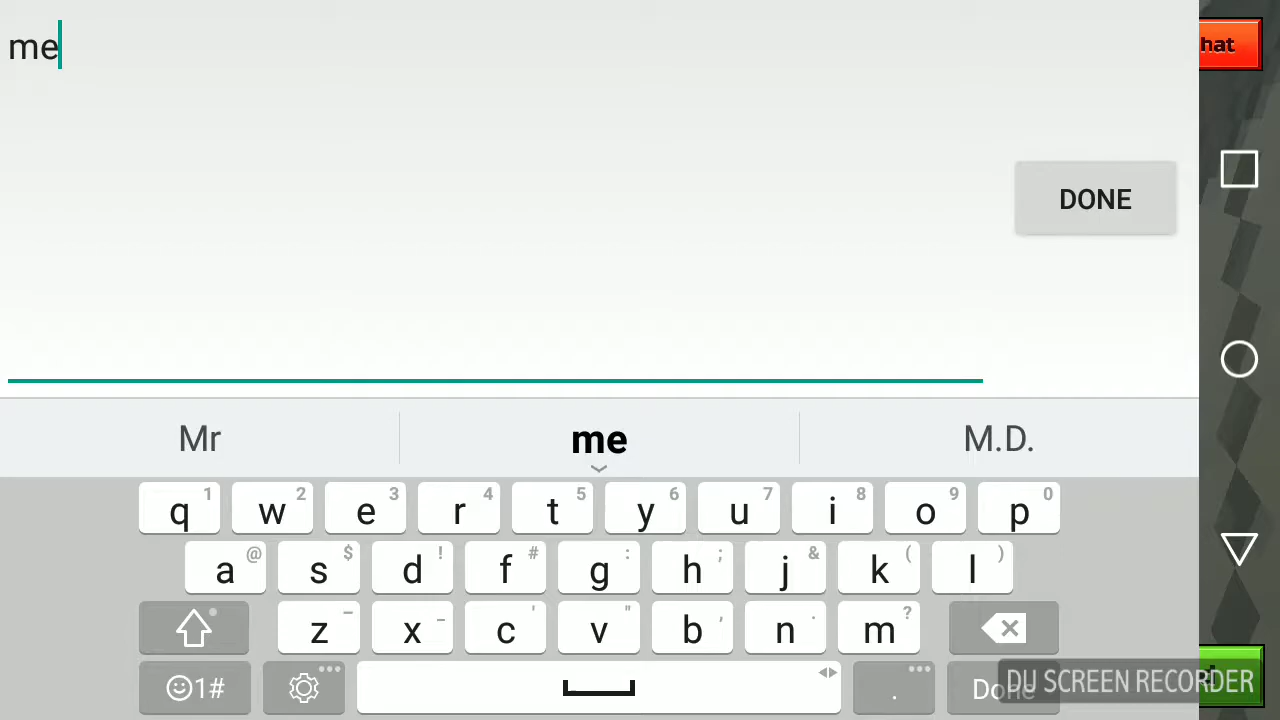 me
hat
DONE
Mr me M.D.
q 1 w 2 e 3 r 4 t 5 y 6 u 7 i 8 o 9 p 0
a @ s $ d ! f # g : h ; j & k ( l )
z – x _ c ' v " b , n . m ?
1# . Done
DU SCREEN RECORDER